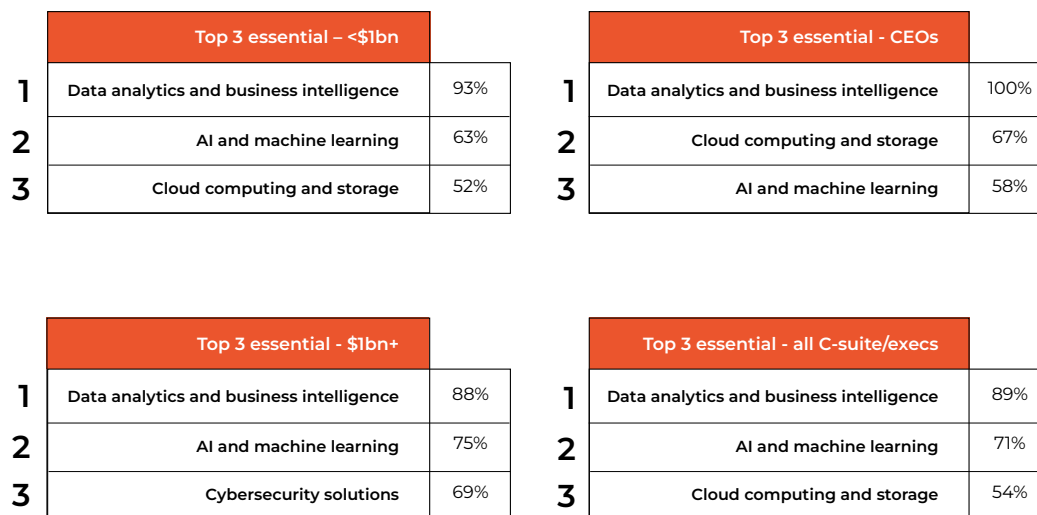 Top 3 essential – <$1bn
1 Data analytics and business intelligence 93%
2 AI and machine learning 63%
3 Cloud computing and storage 52%
Top 3 essential - CEOs
1 Data analytics and business intelligence 100%
2 Cloud computing and storage 67%
3 AI and machine learning 58%
Top 3 essential - $1bn+
1 Data analytics and business intelligence 88%
2 AI and machine learning 75%
3 Cybersecurity solutions 69%
Top 3 essential - all C-suite/execs
1 Data analytics and business intelligence 89%
2 AI and machine learning 71%
3 Cloud computing and storage 54%